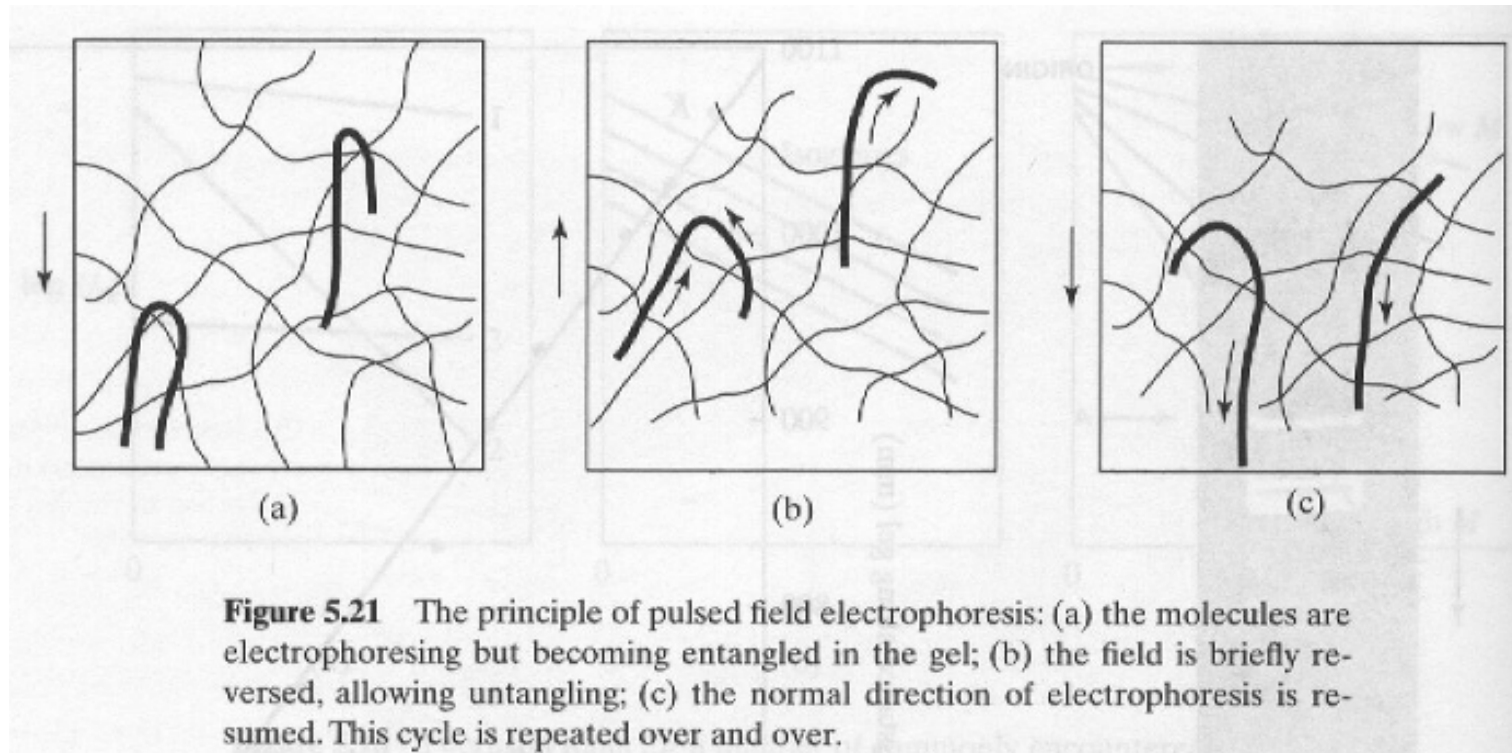 (a)
(b)
(c)
Figure 5.21 The principle of pulsed field electrophoresis: (a) the molecules are
electrophoresing but becoming entangled in the gel; (b) the field is briefly re-
versed, allowing untangling; (c) the normal direction of electrophoresis is re-
sumed. This cycle is repeated over and over.